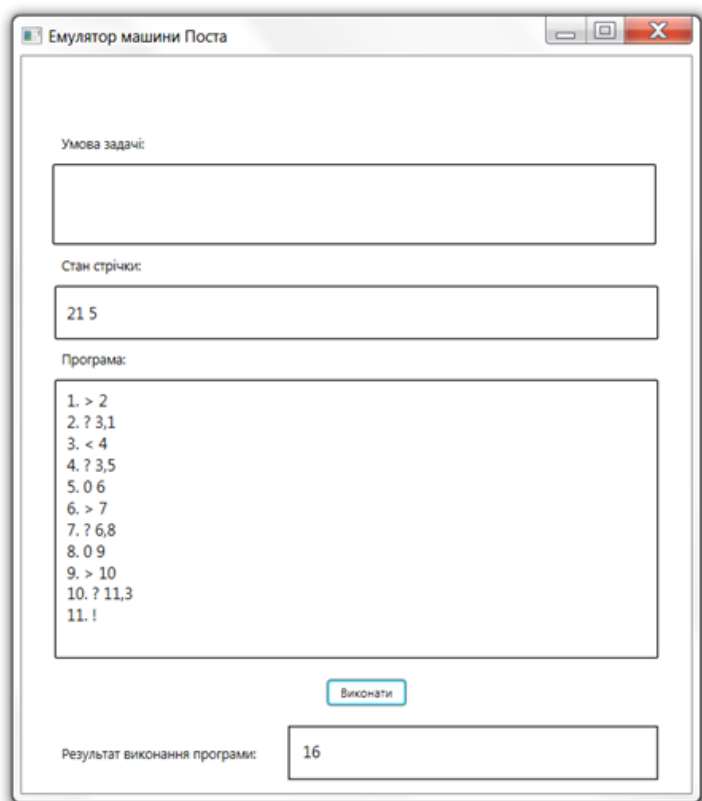 Емулятор машини Поста
Умова задачі:
Стан стрічки:
21 5
Програма:
1. > 2
2. ? 3,1
3. < 4
4. ? 3,5
5. 0 6
6. > 7
7. ? 6,8
8. 0 9
9. > 10
10. ? 11,3
11. !
Виконати
Результат виконання програми:
16